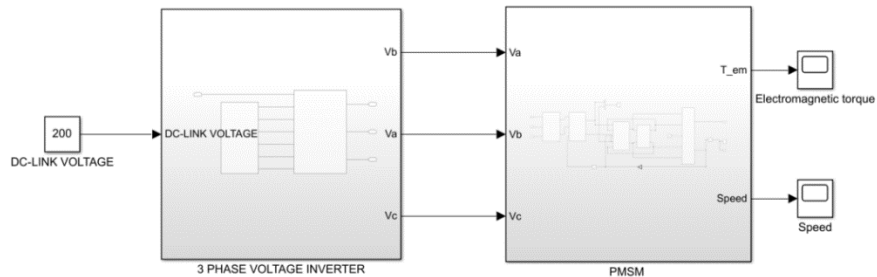 Vb
Va
T_em
Electromagnetic torque
200
DC-LINK VOLTAGE
DC-LINK VOLTAGE
Va
Vb
Speed
Speed
Vc
Vc
3 PHASE VOLTAGE INVERTER
PMSM